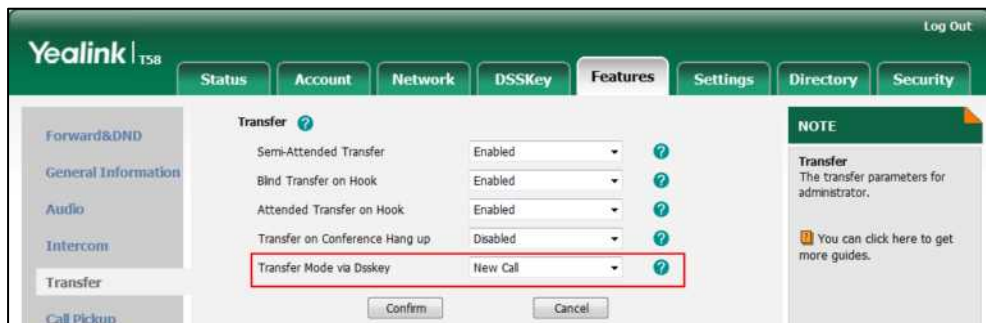 Log Out
Yealink T58
Status Account Network DSSKey Features Settings Directory Security
Forward&DND
General Information
Audio
Intercom
Transfer
Call Pickup
Transfer
Semi-Attended Transfer Enabled
Blind Transfer on Hook Enabled
Attended Transfer on Hook Enabled
Transfer on Conference Hang up Disabled
Transfer Mode via Dsskey New Call
Confirm Cancel
NOTE
Transfer
The transfer parameters for
administrator.
You can click here to get
more guides.